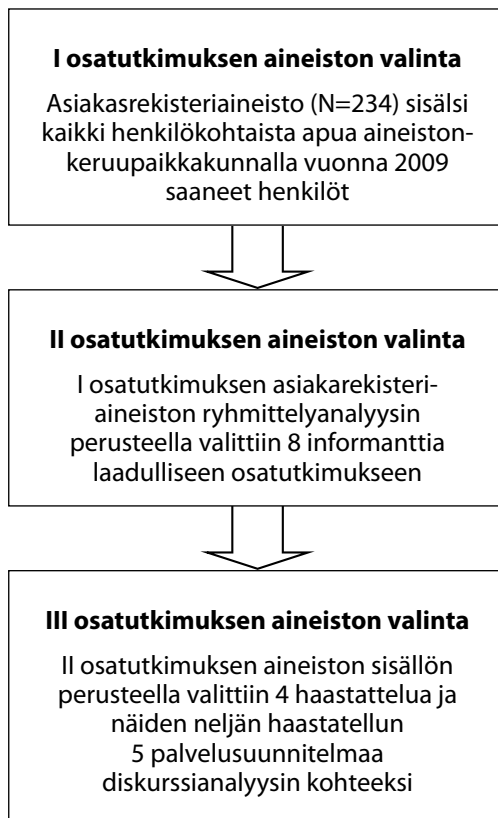 I osatutkimuksen aineiston valinta
Asiakasrekisteriaineisto (N=234) sisälsi
kaikki henkilökohtaista apua aineiston-
keruupaikkakunnalla vuonna 2009
saaneet henkilöt
II osatutkimuksen aineiston valinta
I osatutkimuksen asiakarekisteri-
aineiston ryhmittelyanalyysin
perusteella valittiin 8 informanttia
laadulliseen osatutkimukseen
III osatutkimuksen aineiston valinta
II osatutkimuksen aineiston sisällön
perusteella valittiin 4 haastattelua ja
näiden neljän haastatellun
5 palvelusuunnitelmaa
diskurssianalyysin kohteeksi